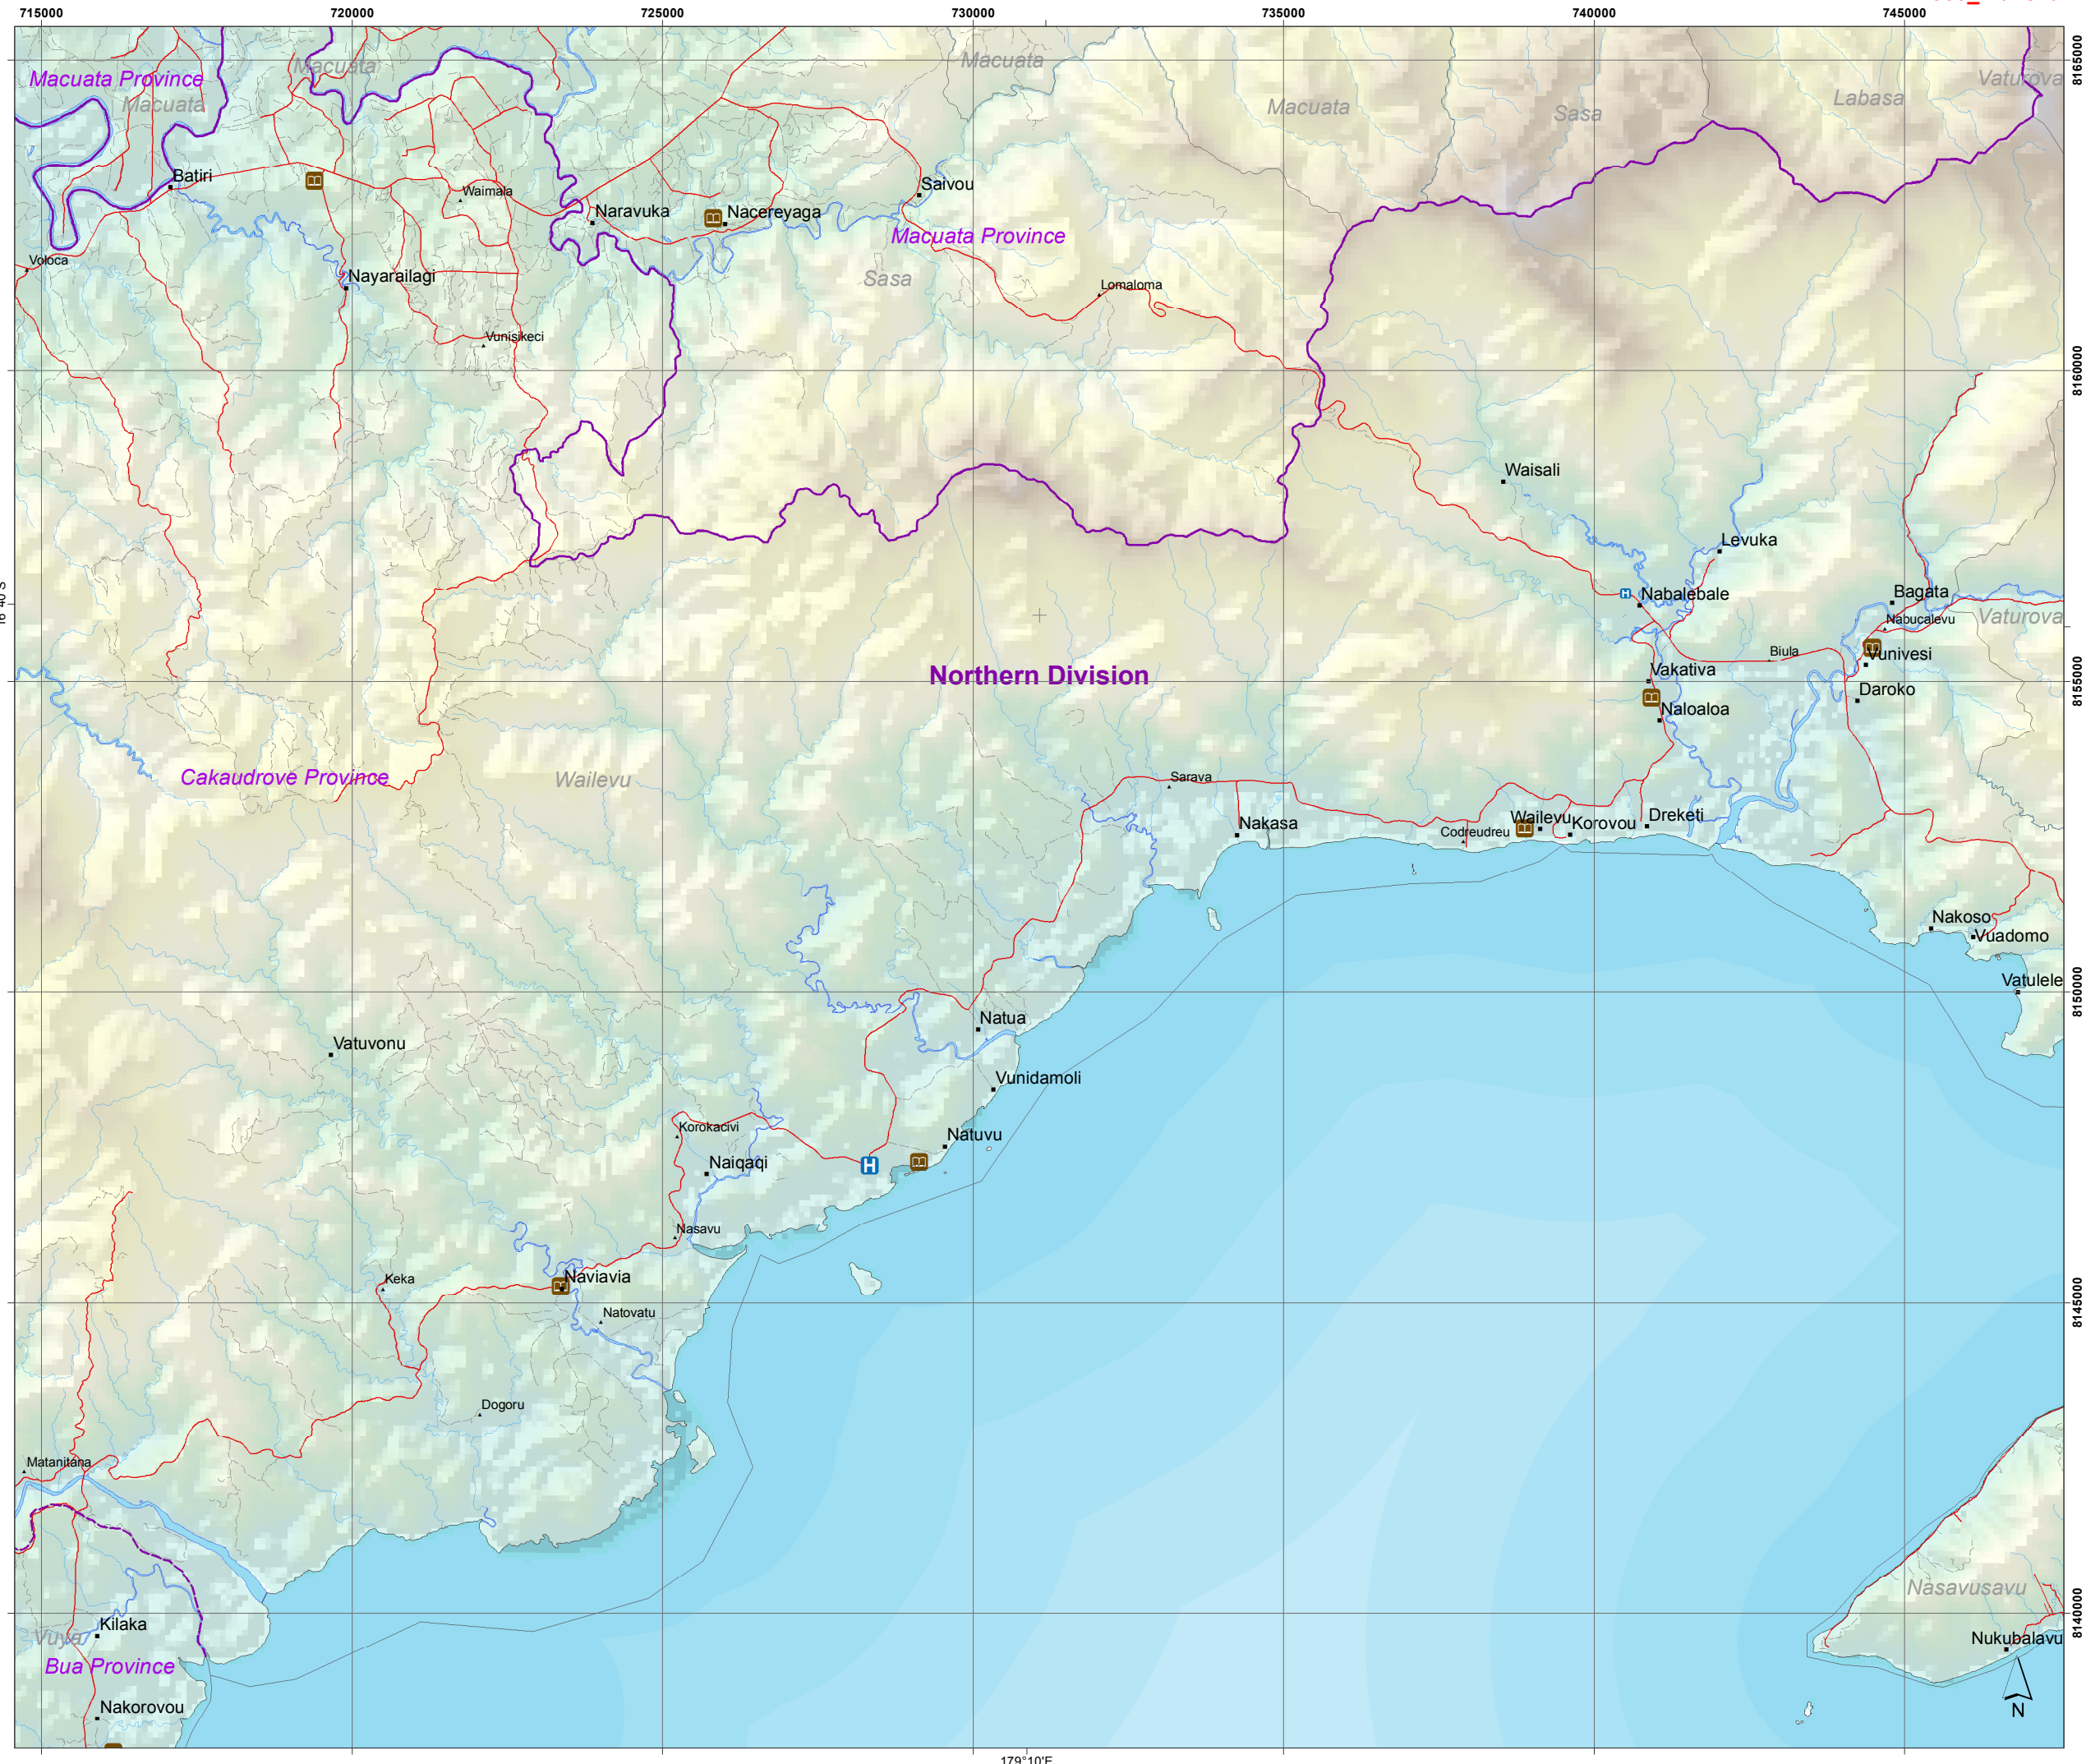 715000 720000 725000 730000 735000 740000 745000
Macuata Province
Macuata
Macuata
Macuata
Macuata
Sasa
Labasa
Vaturova
8165000
Batiri
Waimala
Naravuka
Nacereyaga
Saivou
Macuata Province
Voloca
Nayarailagi
Sasa
Lomaloma
Vunisikeci
8160000
Waisali
Levuka
Nabalebale
H
Bagata
Nabucalevu
Vaturova
Biula
Vunivesi
Northern Division
Vakativa
8155000
Daroko
Naloaloa
Cakaudrove Province
Wailevu
Sarava
Nakasa
Codreudreu
Wailevu
Korovou
Dreketi
Nakoso
Vuadomo
Vatulele
8150000
Natua
Vatuvonu
Vunidamoli
Korokacivi
Natuvu
Naiqaqi
H
Nasavu
Keka
Naviavia
8145000
Natovatu
Dogoru
Matanitana
Nasavusavu
8140000
Kilaka
Vuya
Nukubalavu
Bua Province
N
Nakorovou
179°10'E